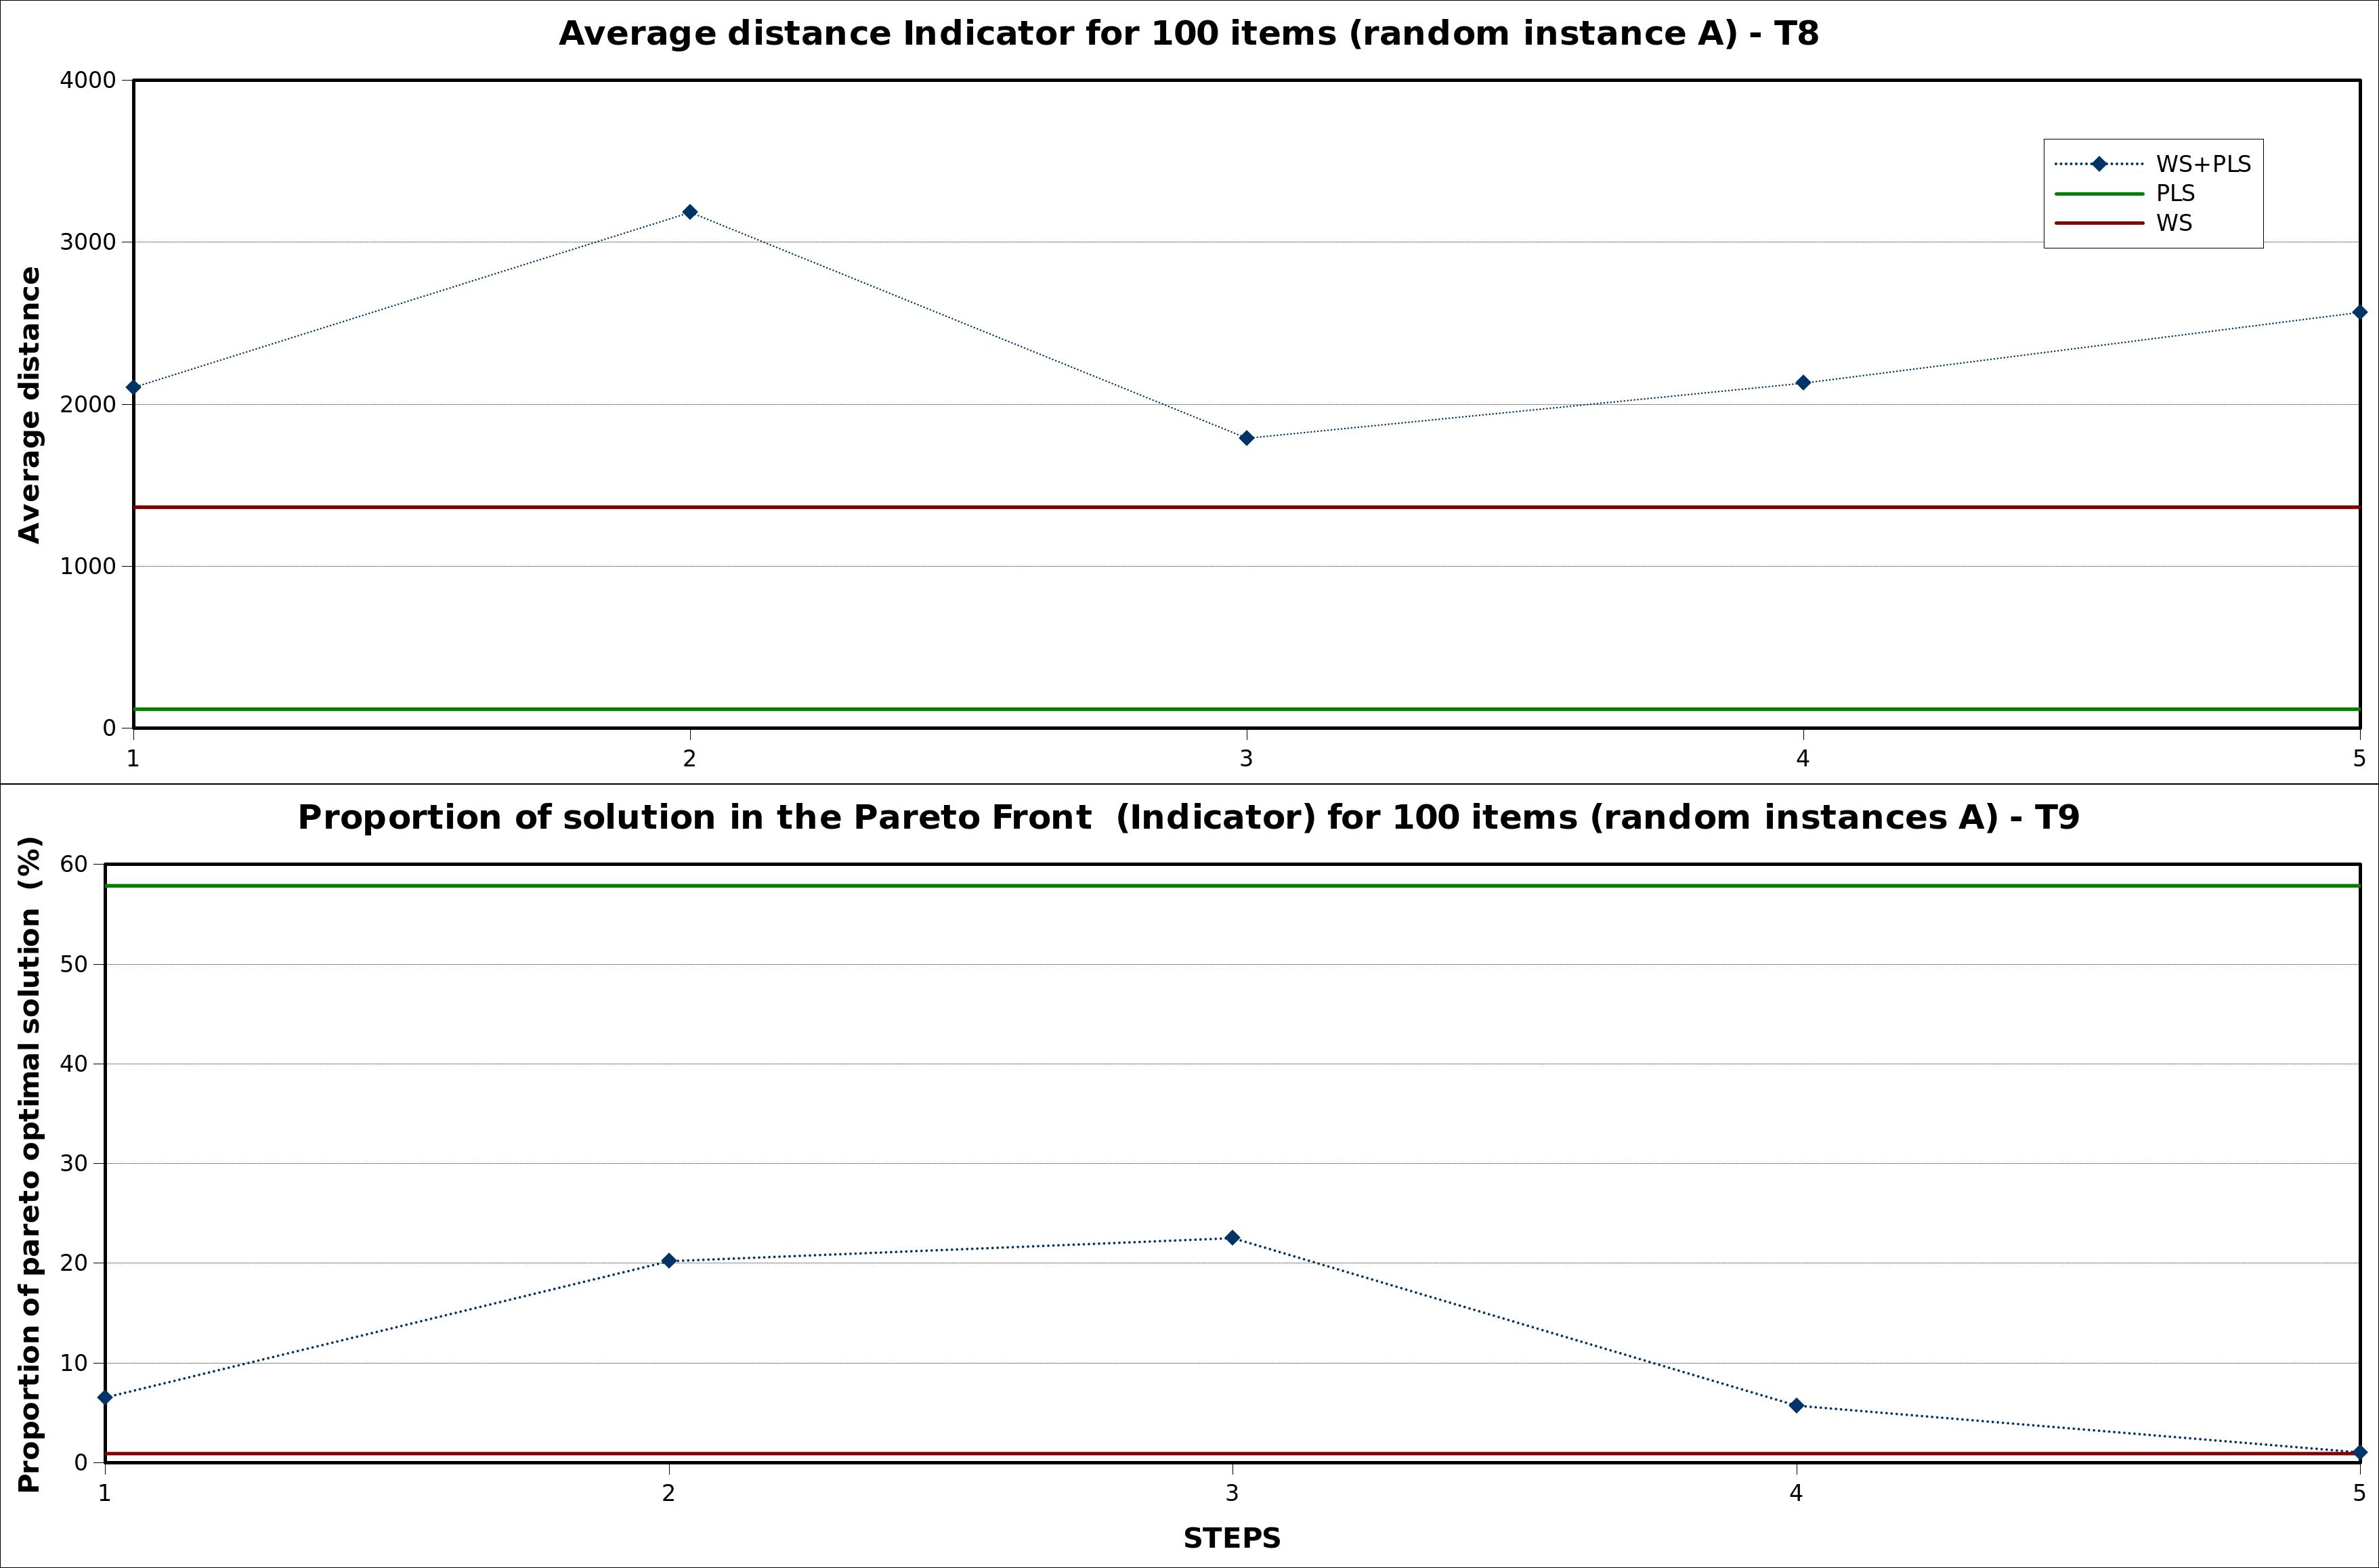 Average distance Indicator for 100 items (random instance A) - T8
Average distance
4000
3000
2000
1000
0
1 2 3 4 5
WS+PLS
PLS
WS
Proportion of solution in the Pareto Front  (Indicator) for 100 items (random instances A) - T9
Proportion of pareto optimal solution  (%)
60
50
40
30
20
10
0
1 2 3 4 5
STEPS